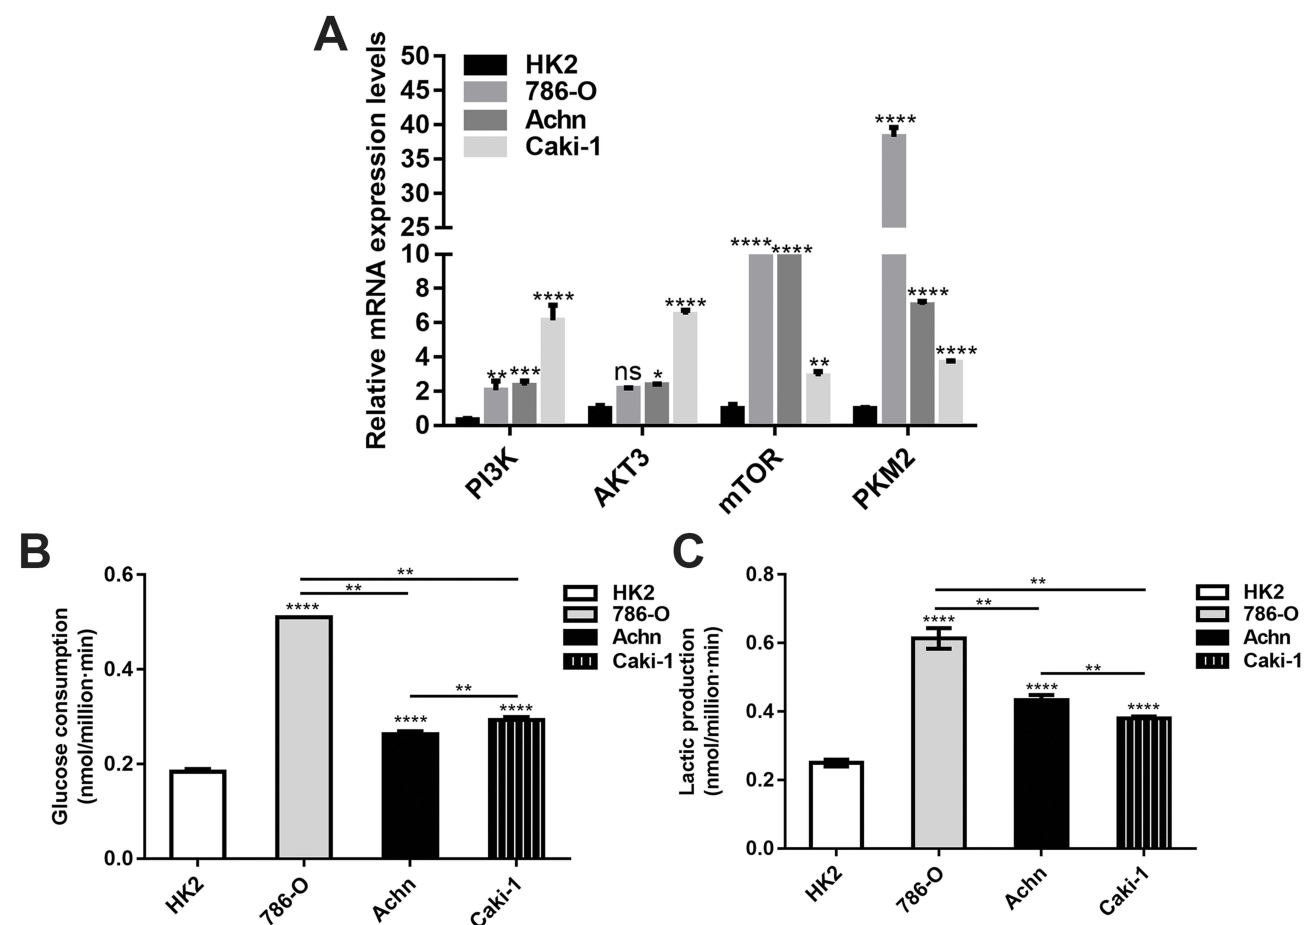 A
Relative mRNA expression levels
50
45
40
35
30
25
10
8
6
4
2
0
HK2
786-O
Achn
Caki-1
** *** ****
ns * ****
**** **** **
**** **** ****
PI3K
AKT3
mTOR
PKM2
B
Glucose consumption
(nmol/million·min)
0.6
0.4
0.2
0.0
**
**
****
**
****
****
HK2
786-O
Achn
Caki-1
HK2
786-O
Achn
Caki-1
C
Lactic production
(nmol/million·min)
0.8
0.6
0.4
0.2
0.0
**
**
****
**
****
****
HK2
786-O
Achn
Caki-1
HK2
786-O
Achn
Caki-1